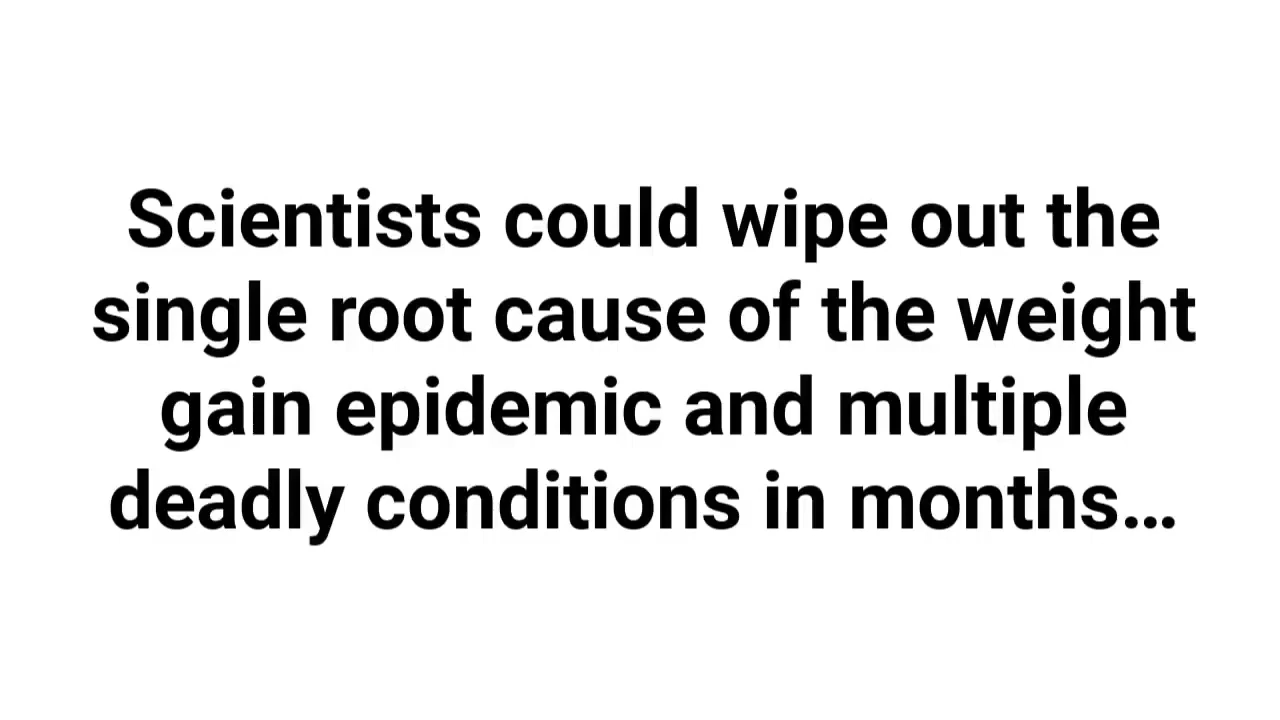 Scientists could wipe out the
single root cause of the weight
gain epidemic and multiple
deadly conditions in months...